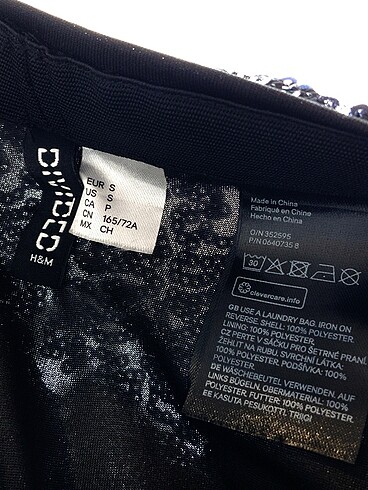 DIVIDED
H&M
EUR S
US S
CA P
CN 165/72A
MX CH
Made in China
Fabriqué en Chine
Hecho en China
O/N 352595
P/N 0640735 8
30
clevercare.info
GB USE A LAUNDRY BAG. IRON ON
REVERSE. SHELL: 100% POLYESTER.
LINING: 100% POLYESTER.
CZ PERTE V SÁČKU PRO ŠETRNÉ PRANÍ.
ŽEHLIT NA RUBU. SVRCHNÍ LÁTKA:
100% POLYESTER. PODŠÍVKA: 100%
POLYESTER.
DE WÄSCHEBEUTEL VERWENDEN. AUF
LINKS BÜGELN. OBERMATERIAL: 100%
POLYESTER. FUTTER: 100% POLYESTER.
EE KASUTA PESUKOTTI. TRIIGI